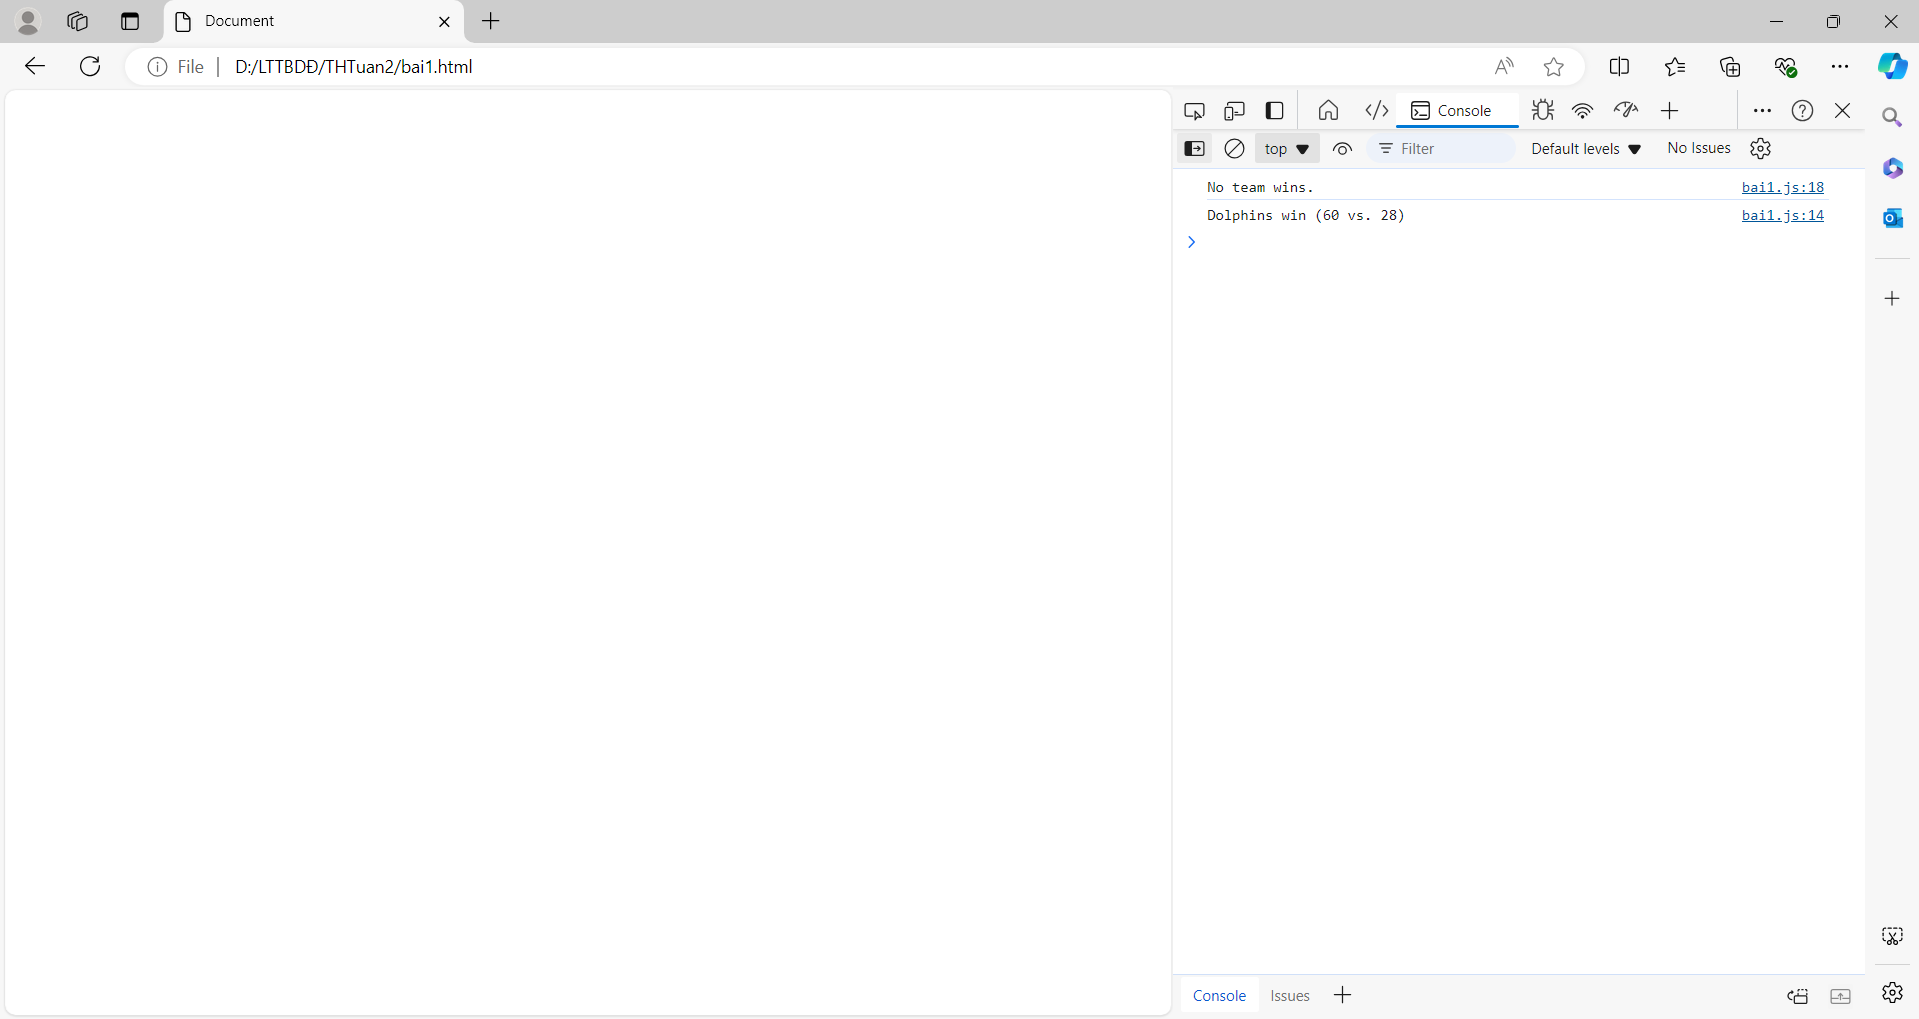 Document
File
D:/LTTBDĐ/THTuan2/bai1.html
Console
top
Filter
Default levels
No Issues
No team wins.
bai1.js:18
Dolphins win (60 vs. 28)
bai1.js:14
Console
Issues